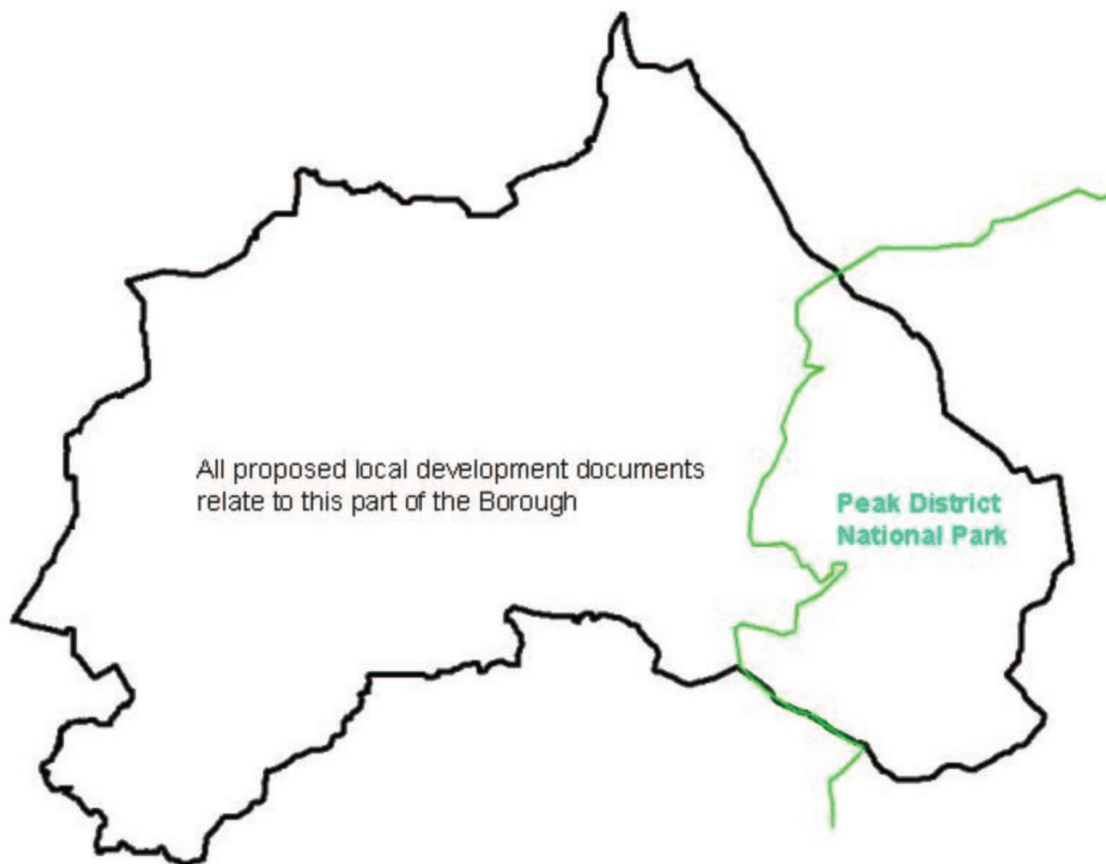 All proposed local development documents
relate to this part of the Borough
Peak District
National Park